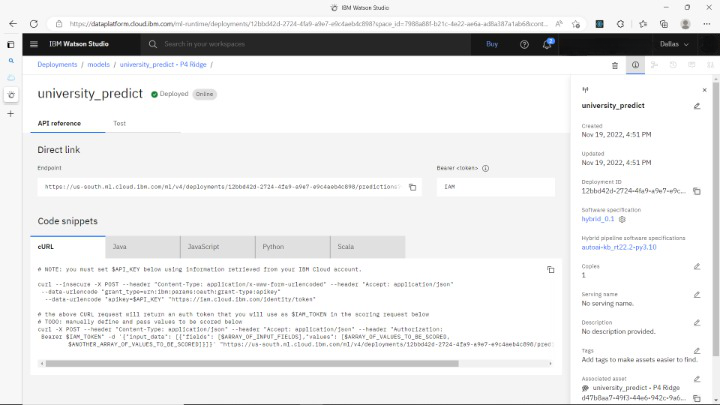 IBM Watson Studio
https://dataplatform.cloud.ibm.com/ml-runtime/deployments/12bbd42d-2724-4fa9-a9e7-e9c4aeb4c898?space_id=7988a88f-b21c-4e22-ae6a-ad8a387a1ab6&cont...
IBM Watson Studio
Search in your workspaces
Buy
2
Dallas
Deployments / models / university_predict - P4 Ridge /
university_predict
Deployed
Online
API reference
Test
Direct link
Endpoint
Bearer <token>
https://us-south.ml.cloud.ibm.com/ml/v4/deployments/12bbd42d-2724-4fa9-a9e7-e9c4aeb4c898/predictions
IAM
Code snippets
cURL
Java
JavaScript
Python
Scala
# NOTE: you must set $API_KEY below using information retrieved from your IBM Cloud account.
curl --insecure -X POST --header "Content-Type: application/x-www-form-urlencoded" --header "Accept: application/json"
--data-urlencode "grant_type=urn:ibm:params:oauth:grant-type:apikey"
--data-urlencode "apikey=$API_KEY" "https://iam.cloud.ibm.com/identity/token"
# the above CURL request will return an auth token that you will use as $IAM_TOKEN in the scoring request below
# TODO: manually define and pass values to be scored below
curl -X POST --header "Content-Type: application/json" --header "Accept: application/json" --header "Authorization:
Bearer $IAM_TOKEN" -d '{"input_data": [{"fields": [$ARRAY_OF_INPUT_FIELDS],"values": [$ARRAY_OF_VALUES_TO_BE_SCORED,
$ANOTHER_ARRAY_OF_VALUES_TO_BE_SCORED]}]}' "https://us-south.ml.cloud.ibm.com/ml/v4/deployments/12bbd42d-2724-4fa9-a9e7-e9c4aeb4c898/pred
university_predict
Created
Nov 19, 2022, 4:51 PM
Updated
Nov 19, 2022, 4:51 PM
Deployment ID
12bbd42d-2724-4fa9-a9e7-e9c...
Software specification
hybrid_0.1
Hybrid pipeline software specifications
autoai-kb_rt22.2-py3.10
Copies
1
Serving name
No serving name.
Description
No description provided.
Tags
Add tags to make assets easier to find.
Associated asset
university_predict - P4 Ridge
d47b8aa7-49f3-44e6-942c-9a6...